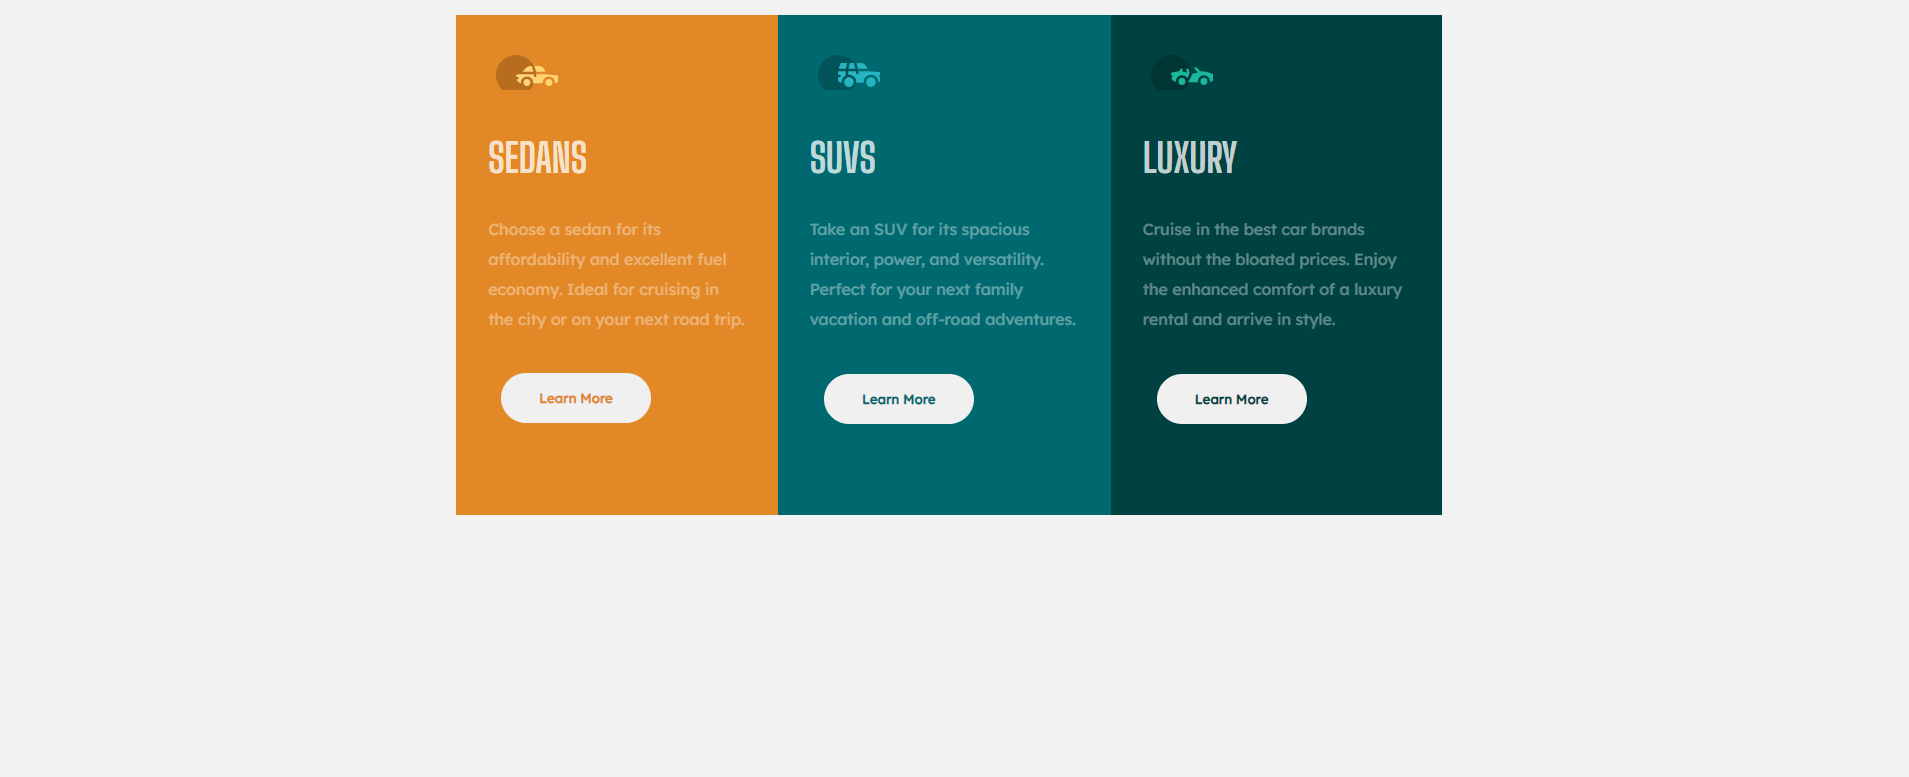 SEDANS
Choose a sedan for its
affordability and excellent fuel
economy. Ideal for cruising in
the city or on your next road trip.
Learn More
SUVS
Take an SUV for its spacious
interior, power, and versatility.
Perfect for your next family
vacation and off-road adventures.
Learn More
LUXURY
Cruise in the best car brands
without the bloated prices. Enjoy
the enhanced comfort of a luxury
rental and arrive in style.
Learn More